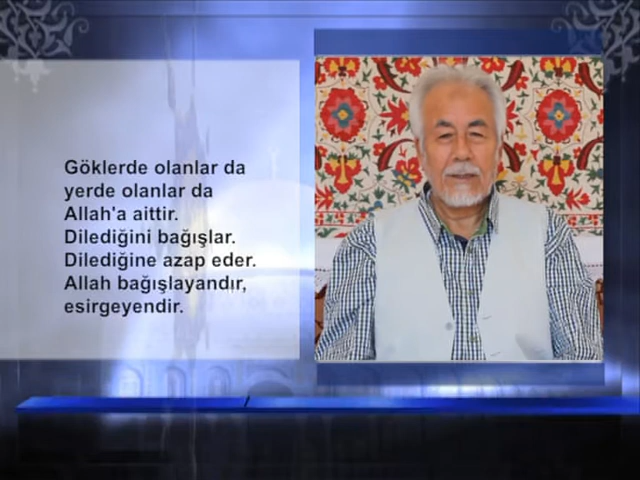 Göklerde olanlar da
yerde olanlar da
Allah'a aittir.
Dilediğini bağışlar.
Dilediğine azap eder.
Allah bağışlayandır,
esirgeyendir.